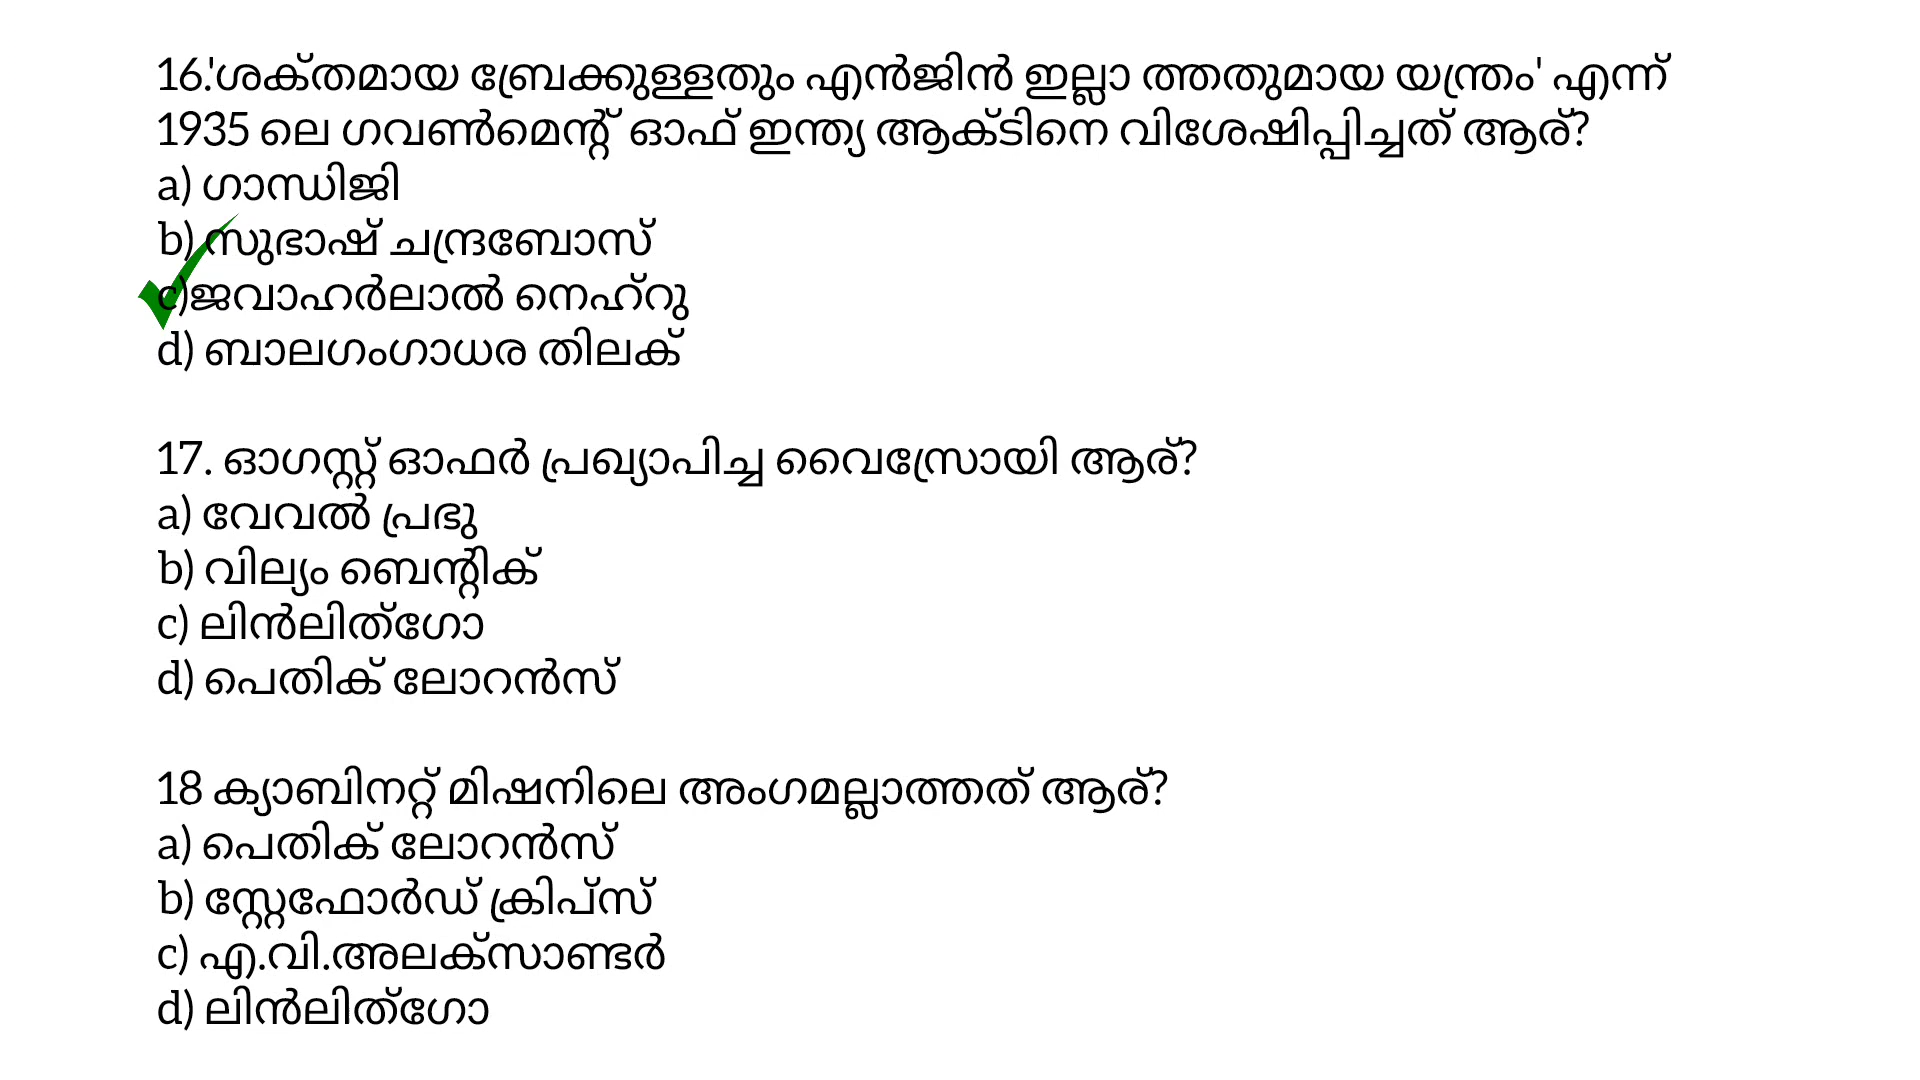 16.'ശക്തമായ ബ്രേക്കുള്ളതും എൻജിൻ ഇല്ലാ ത്തതുമായ യന്ത്രം' എന്ന്
1935 ലെ ഗവൺമെന്റ് ഓഫ് ഇന്ത്യ ആക്ടിനെ വിശേഷിപ്പിച്ചത് ആര്?
a) ഗാന്ധിജി
b) സുഭാഷ് ചന്ദ്രബോസ്
c)ജവാഹർലാൽ നെഹ്റു
d) ബാലഗംഗാധര തിലക്
17. ഓഗസ്റ്റ് ഓഫർ പ്രഖ്യാപിച്ച വൈസ്രോയി ആര്?
a) വേവൽ പ്രഭു
b) വില്യം ബെന്റിക്
c) ലിൻലിത്ഗോ
d) പെതിക് ലോറൻസ്
18 ക്യാബിനറ്റ് മിഷനിലെ അംഗമല്ലാത്തത് ആര്?
a) പെതിക് ലോറൻസ്
b) സ്റ്റേഫോർഡ് ക്രിപ്സ്
c) എ.വി.അലക്സാണ്ടർ
d) ലിൻലിത്ഗോ